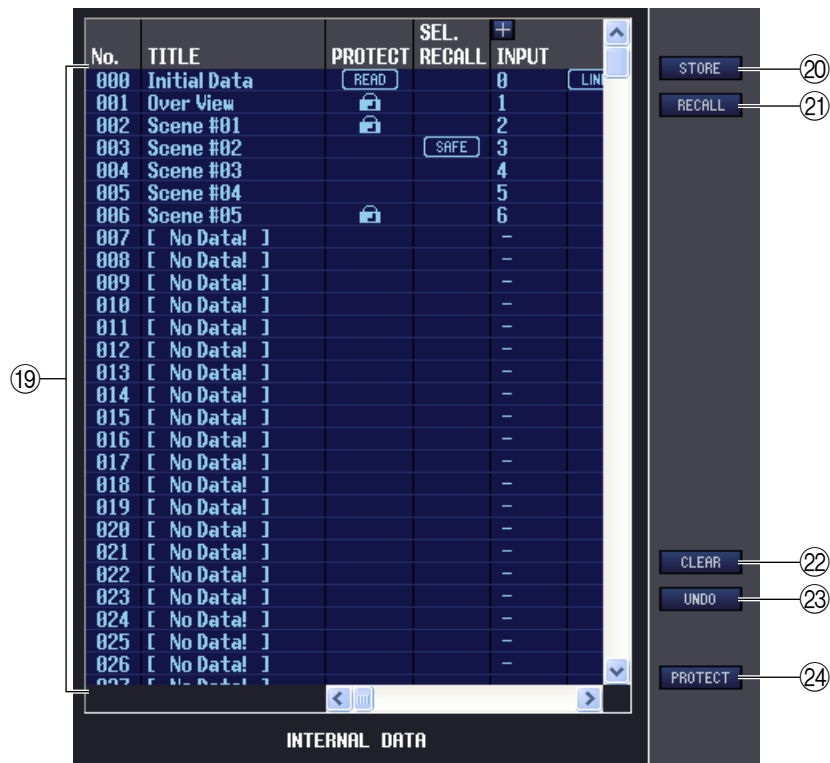 SEL. +
No. TITLE PROTECT RECALL INPUT
000 Initial Data READ 0 LIN
001 Over View 1
002 Scene #01 2
003 Scene #02 SAFE 3
004 Scene #03 4
005 Scene #04 5
006 Scene #05 6
007 [ No Data! ] –
008 [ No Data! ] –
009 [ No Data! ] –
010 [ No Data! ] –
011 [ No Data! ] –
012 [ No Data! ] –
013 [ No Data! ] –
014 [ No Data! ] –
015 [ No Data! ] –
016 [ No Data! ] –
017 [ No Data! ] –
018 [ No Data! ] –
019 [ No Data! ] –
020 [ No Data! ] –
021 [ No Data! ] –
022 [ No Data! ] –
023 [ No Data! ] –
024 [ No Data! ] –
025 [ No Data! ] –
026 [ No Data! ] –
027 [ No Data! ]
INTERNAL DATA
⑲
STORE ⑳
RECALL ㉑
CLEAR ㉒
UNDO ㉓
PROTECT ㉔